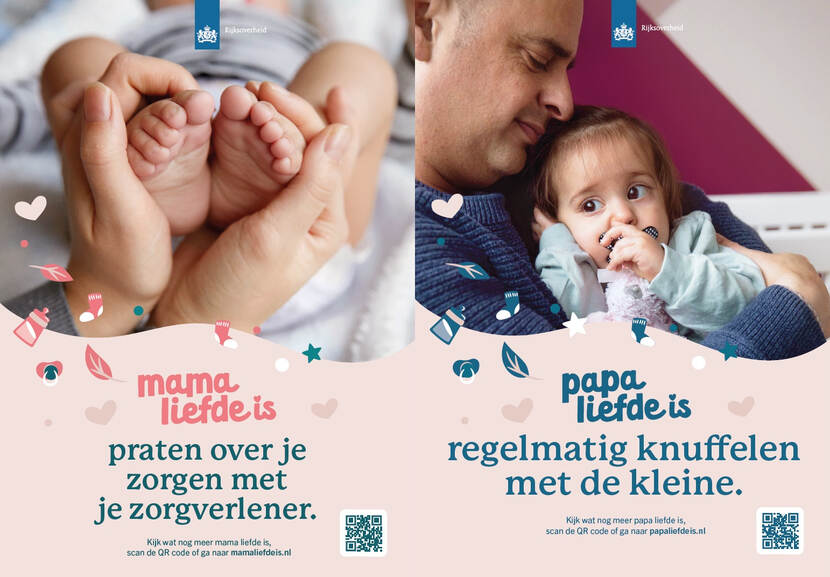 Rijksoverheid
mama
liefde is
praten over je
zorgen met
je zorgverlener.
Kijk wat nog meer mama liefde is,
scan de QR code of ga naar mamaliefdeis.nl
Rijksoverheid
papa
liefde is
regelmatig knuffelen
met de kleine.
Kijk wat nog meer papa liefde is,
scan de QR code of ga naar papaliefdeis.nl